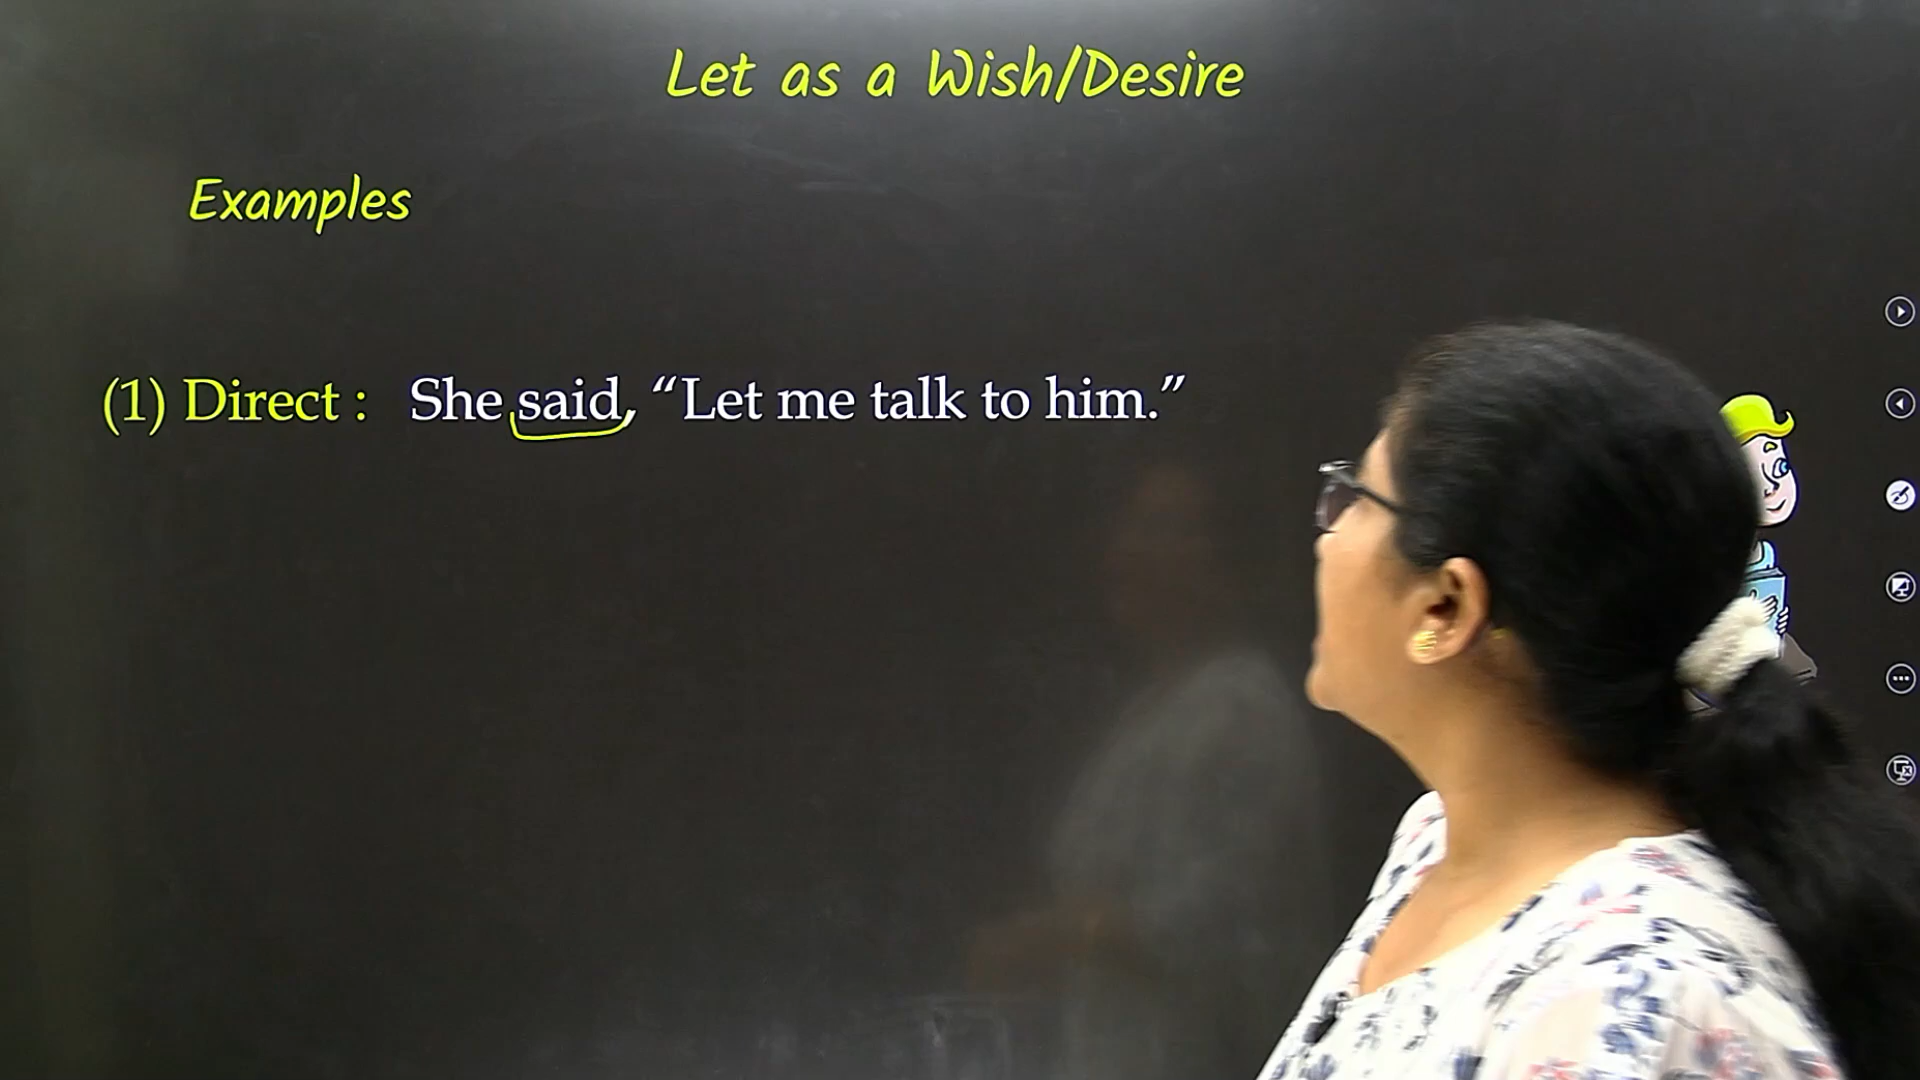 Let as a Wish/Desire
Examples
(1) Direct : She said, “Let me talk to him.”